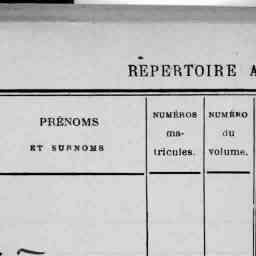 RÉPERTOIRE A
PRÉNOMS
ET SURNOMS
NUMÉROS
ma-
tricules.
NUMÉRO
du
volume.